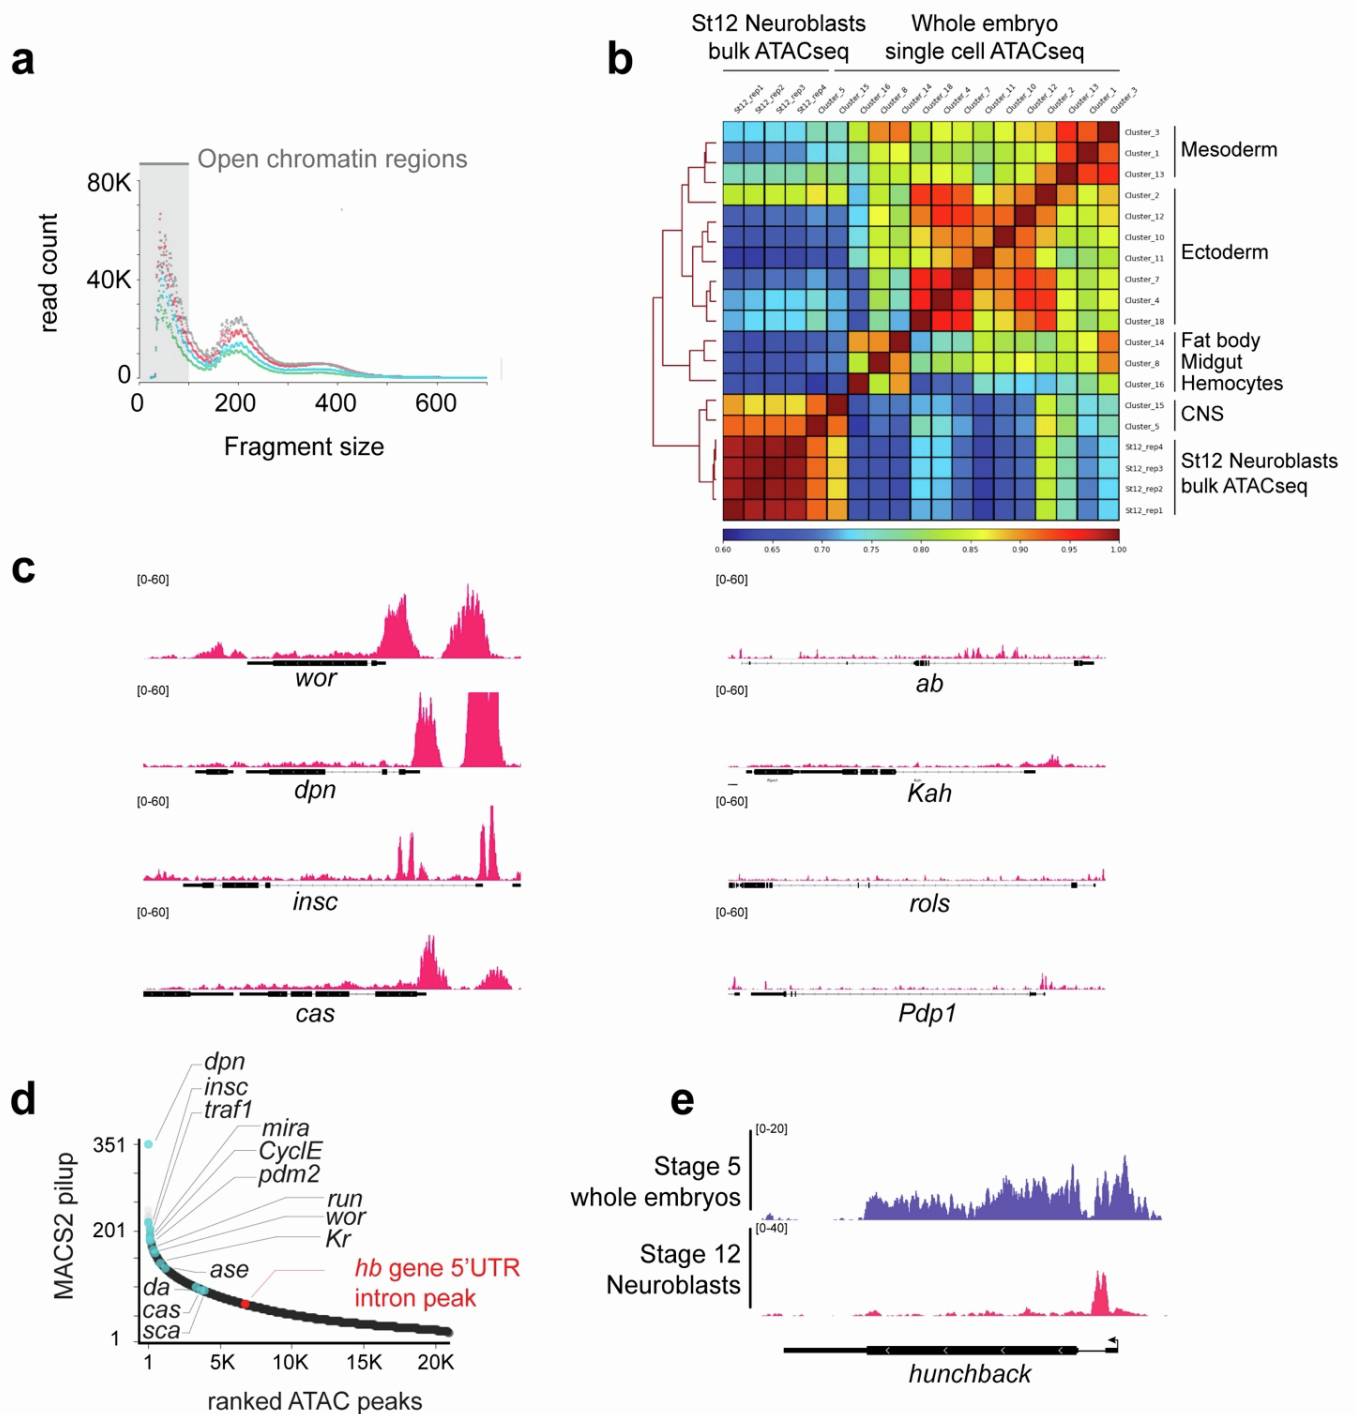 a
Open chromatin regions
80K
40K
0
read count
0 200 400 600
Fragment size
b
St12 Neuroblasts
bulk ATACseq
Whole embryo
single cell ATACseq
St12_rep1
St12_rep2
St12_rep3
St12_rep4
Cluster_5
Cluster_15
Cluster_16
Cluster_8
Cluster_14
Cluster_18
Cluster_4
Cluster_7
Cluster_11
Cluster_10
Cluster_12
Cluster_2
Cluster_13
Cluster_1
Cluster_3
Cluster_3
Cluster_1
Cluster_13
Cluster_2
Cluster_12
Cluster_10
Cluster_11
Cluster_7
Cluster_4
Cluster_18
Cluster_14
Cluster_8
Cluster_16
Cluster_15
Cluster_5
St12_rep4
St12_rep3
St12_rep2
St12_rep1
Mesoderm
Ectoderm
Fat body
Midgut
Hemocytes
CNS
St12 Neuroblasts
bulk ATACseq
0.60 0.65 0.70 0.75 0.80 0.85 0.90 0.95 1.00
c
[0-60]
wor
[0-60]
dpn
[0-60]
insc
[0-60]
cas
[0-60]
ab
[0-60]
Kah
[0-60]
rols
[0-60]
Pdp1
d
dpn
insc
traf1
mira
CyclE
pdm2
run
wor
Kr
ase
da
cas
sca
hb gene 5'UTR
intron peak
351
201
1
MACS2 pilup
1 5K 10K 15K 20K
ranked ATAC peaks
e
[0-20]
Stage 5
whole embryos
[0-40]
Stage 12
Neuroblasts
hunchback